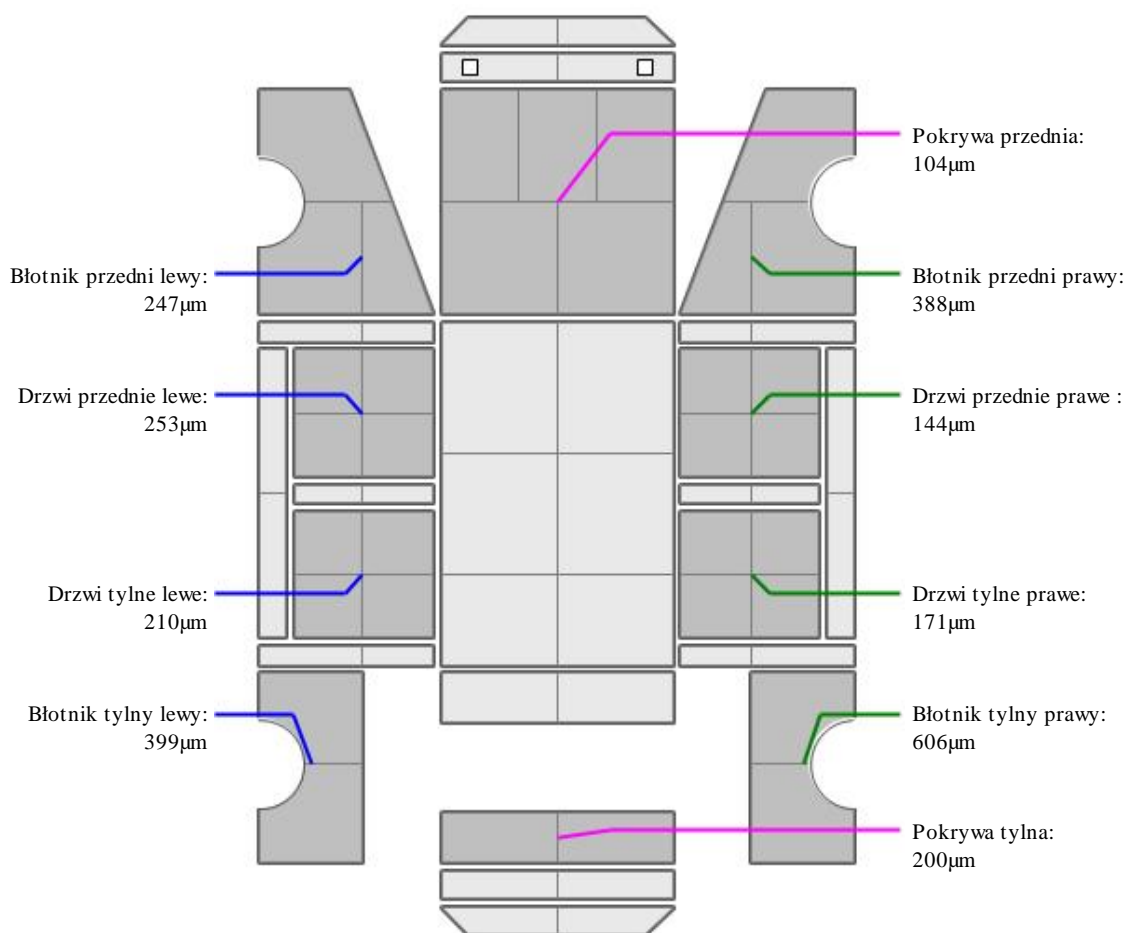 Pokrywa przednia:
104µm
Błotnik przedni lewy:
247µm
Błotnik przedni prawy:
388µm
Drzwi przednie lewe:
253µm
Drzwi przednie prawe :
144µm
Drzwi tylne lewe:
210µm
Drzwi tylne prawe:
171µm
Błotnik tylny lewy:
399µm
Błotnik tylny prawy:
606µm
Pokrywa tylna:
200µm